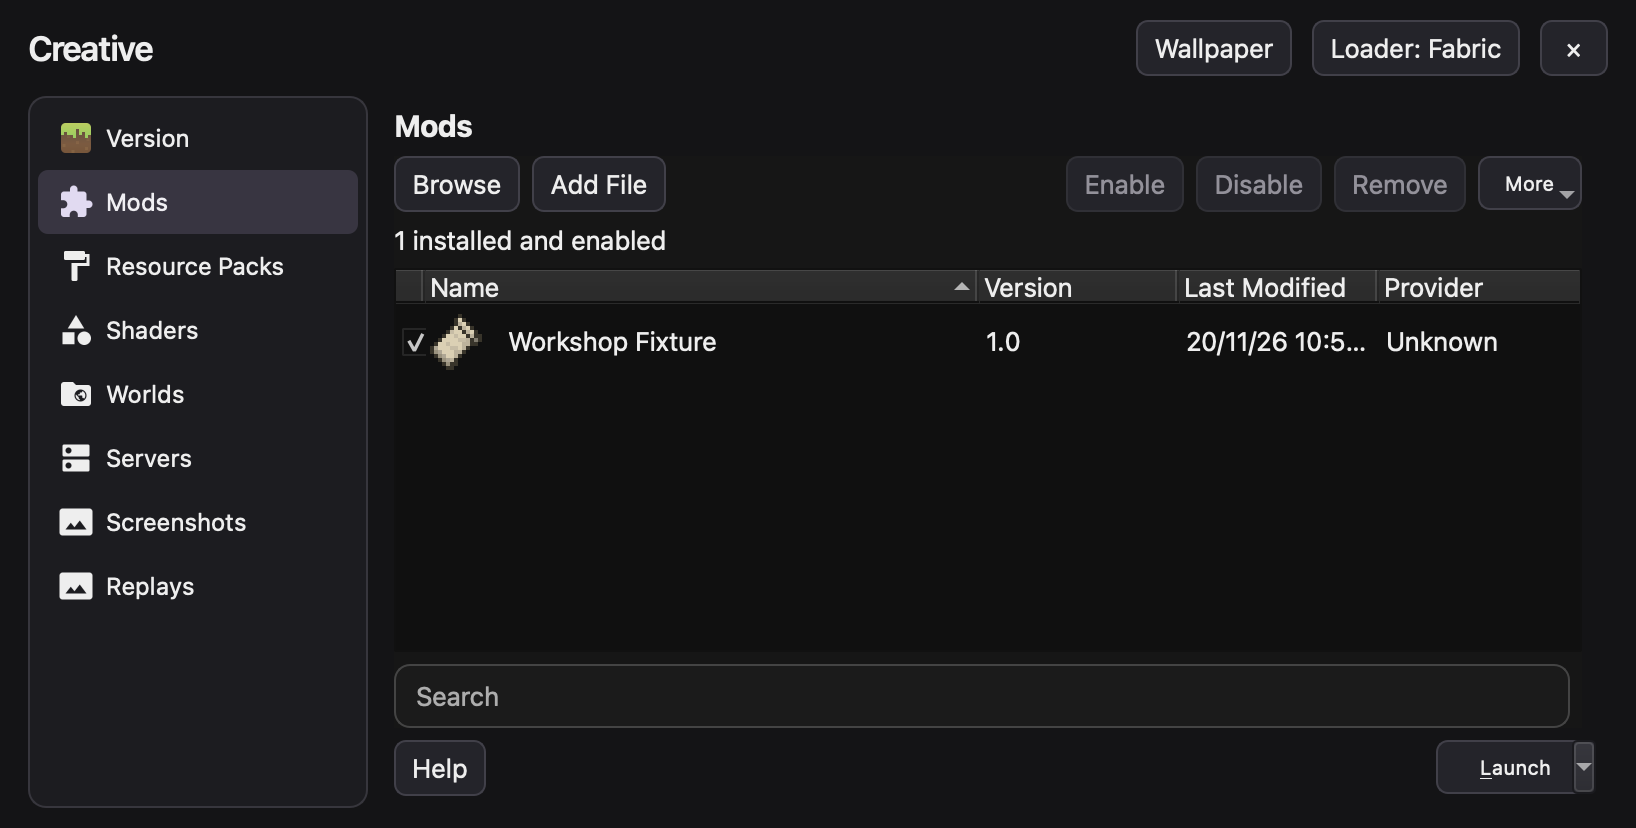 Creative
Wallpaper
Loader: Fabric
×
Version
Mods
Resource Packs
Shaders
Worlds
Servers
Screenshots
Replays
Mods
Browse
Add File
Enable
Disable
Remove
More
1 installed and enabled
Name
Version
Last Modified
Provider
Workshop Fixture
1.0
20/11/26 10:5...
Unknown
Search
Help
Launch